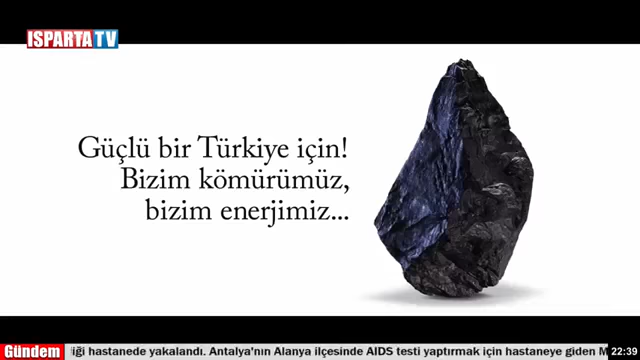 ISPARTA TV
Güçlü bir Türkiye için!
Bizim kömürümüz,
bizim enerjimiz...
Gündem iği hastanede yakalandı. Antalya'nın Alanya ilçesinde AIDS testi yaptırmak için hastaneye giden M 22:39